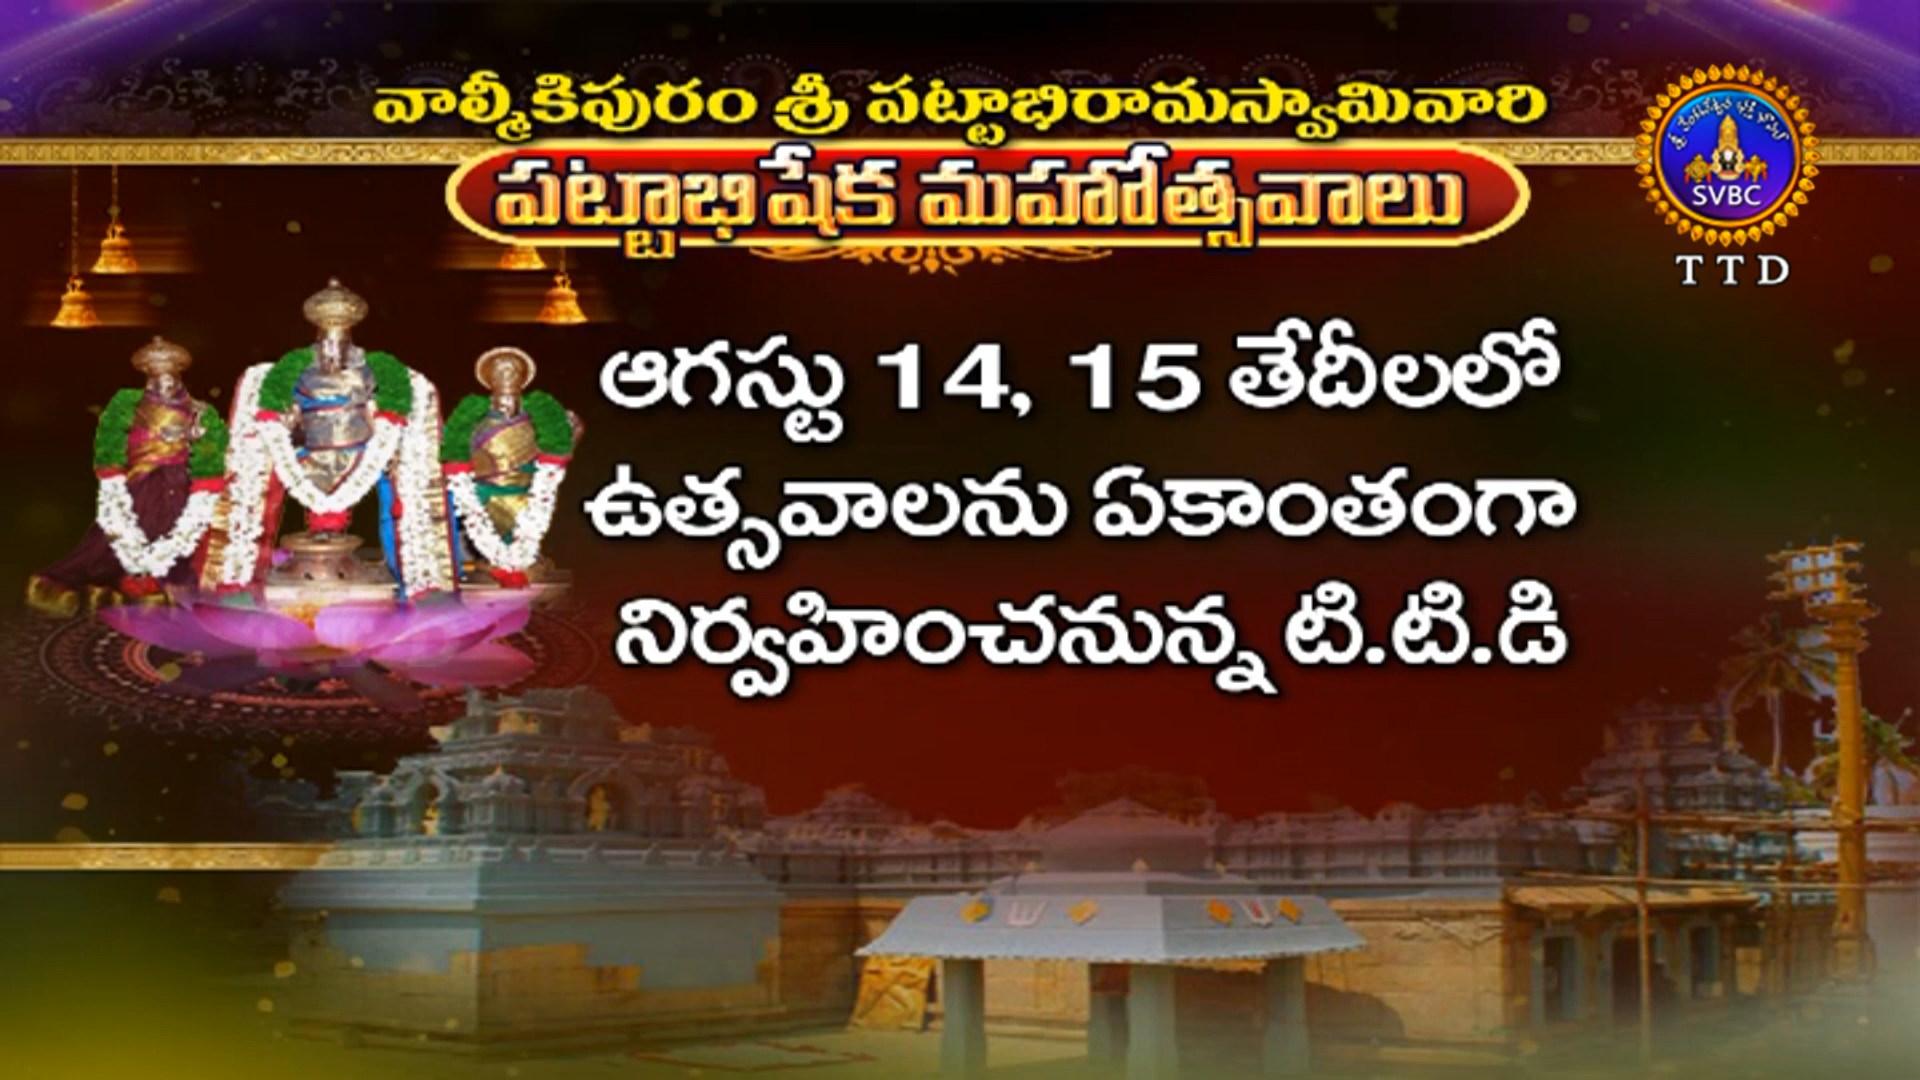 వాల్మీకిపురం శ్రీ పట్టాభిరామస్వామివారి
పట్టాభిషేక మహోత్సవాలు
SVBC
TTD
ఆగస్టు 14, 15 తేదీలలో
ఉత్సవాలను ఏకాంతంగా
నిర్వహించనున్న టి.టి.డి